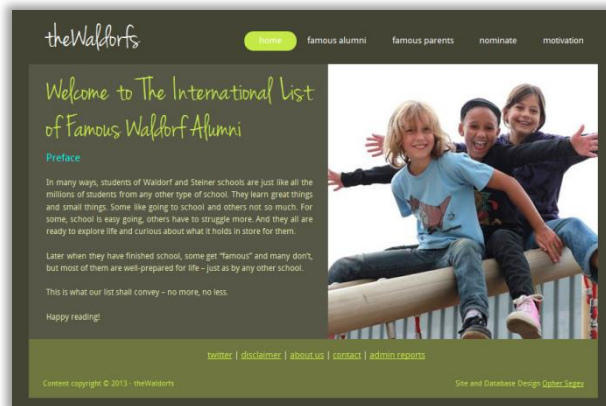 theWaldorfs
home famous alumni famous parents nominate motivation
Welcome to The International List
of Famous Waldorf Alumni
Preface
In many ways, students of Waldorf and Steiner schools are just like all the
millions of students from any other type of school. They learn great things
and small things. Some like going to school and others not so much. For
some, school is easy going, others have to struggle more. And they all are
ready to explore life and curious about what it holds in store for them.
Later when they have finished school, some get "famous" and many don't,
but most of them are well-prepared for life – just as by any other school.
This is what our list shall convey – no more, no less.
Happy reading!
twitter | disclaimer | about us | contact | admin reports
Content copyright © 2013 - theWaldorfs Site and Database Design Opher Segev